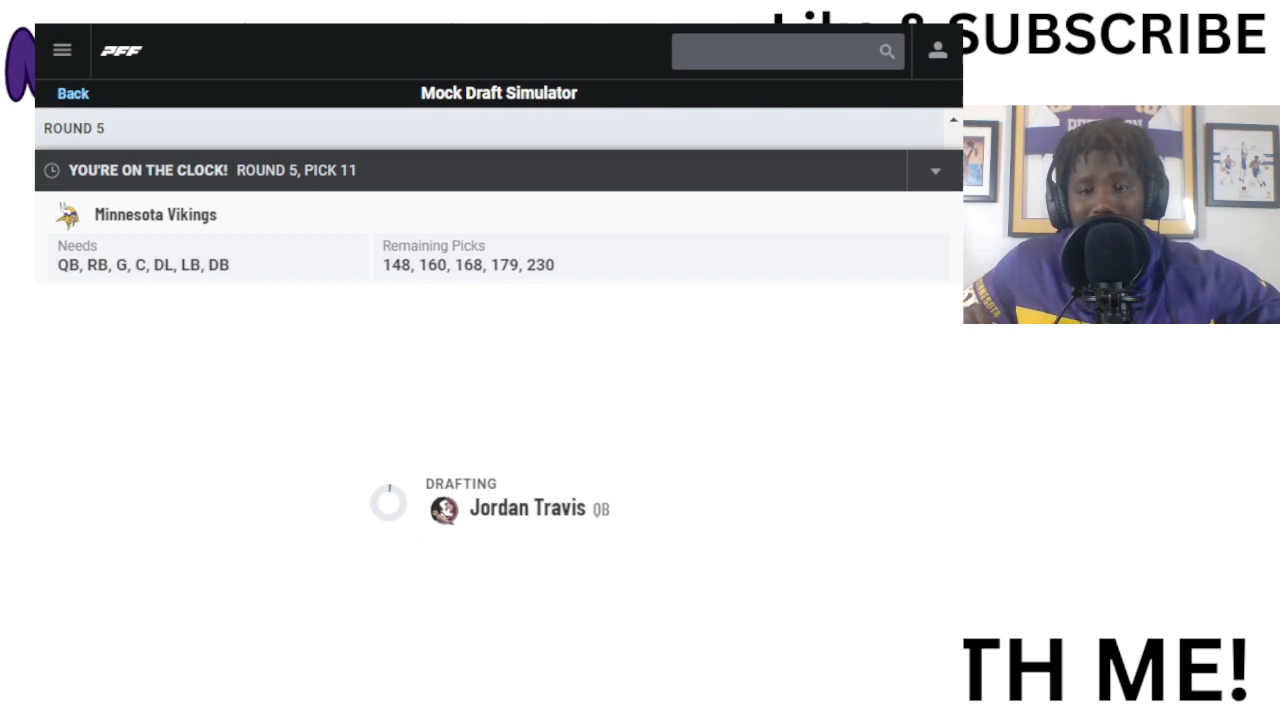 SUBSCRIBE
PFF
Back
Mock Draft Simulator
ROUND 5
YOU'RE ON THE CLOCK! ROUND 5, PICK 11
Minnesota Vikings
Needs
QB, RB, G, C, DL, LB, DB
Remaining Picks
148, 160, 168, 179, 230
DRAFTING
Jordan Travis QB
TH ME!